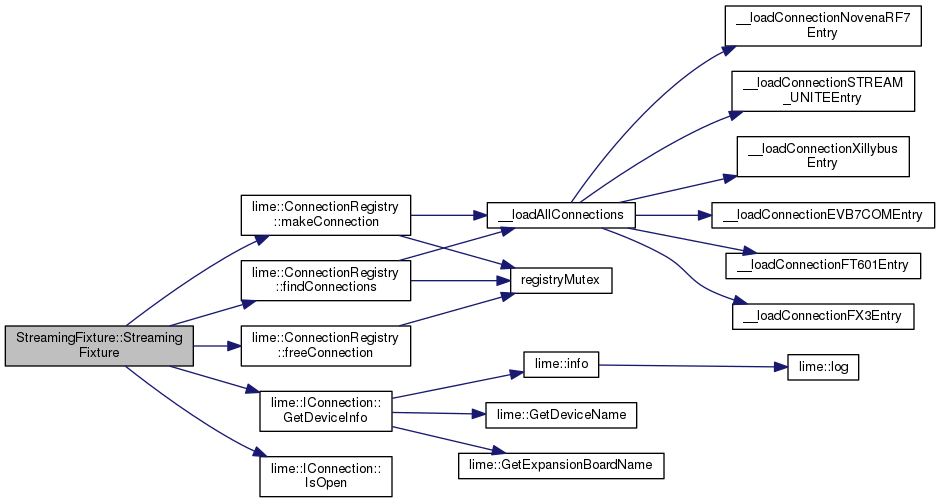 __loadConnectionNovenaRF7
Entry
__loadConnectionSTREAM
_UNITEEntry
__loadConnectionXillybus
Entry
lime::ConnectionRegistry
::makeConnection
__loadAllConnections
__loadConnectionEVB7COMEntry
lime::ConnectionRegistry
::findConnections
registryMutex
__loadConnectionFT601Entry
__loadConnectionFX3Entry
StreamingFixture::Streaming
Fixture
lime::ConnectionRegistry
::freeConnection
lime::info
lime::log
lime::IConnection::
GetDeviceInfo
lime::GetDeviceName
lime::GetExpansionBoardName
lime::IConnection::
IsOpen